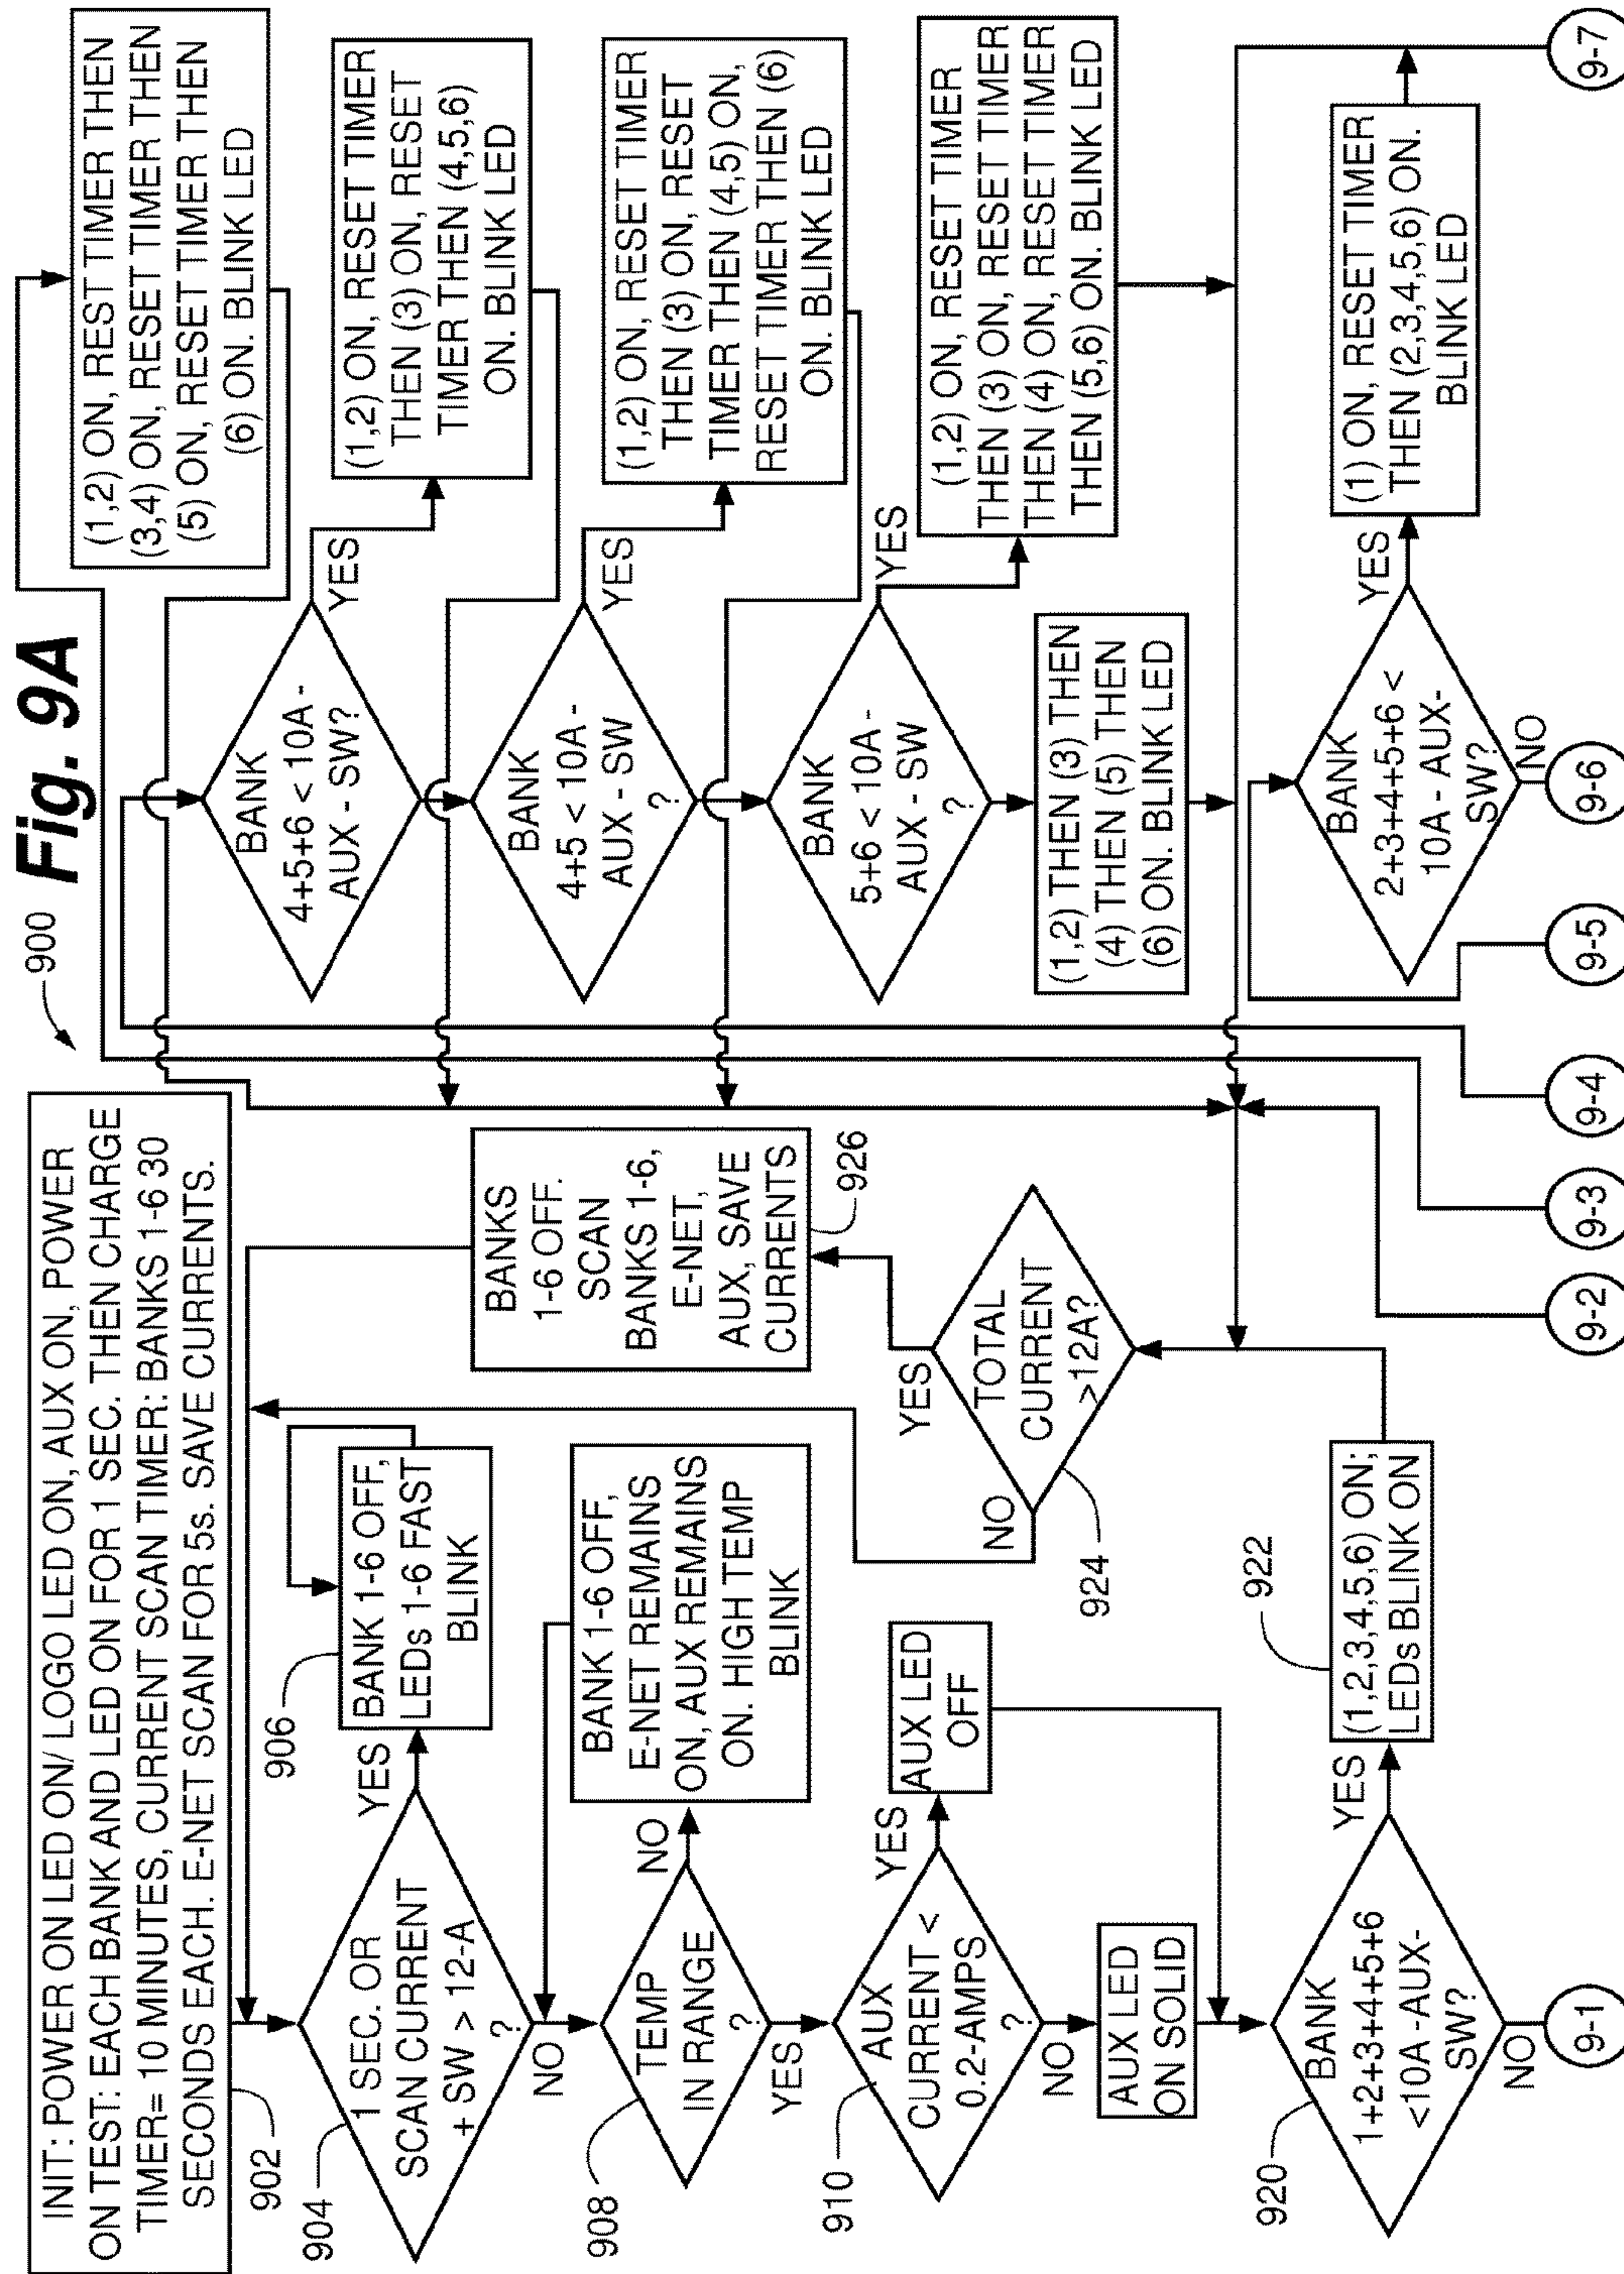 Fig. 9A
900
INIT: POWER ON LED ON/ LOGO LED ON, AUX ON, POWER
ON TEST: EACH BANK AND LED ON FOR 1 SEC. THEN CHARGE
TIMER= 10 MINUTES, CURRENT SCAN TIMER: BANKS 1-6 30
SECONDS EACH. E-NET SCAN FOR 5s. SAVE CURRENTS.
902
904
1 SEC. OR
SCAN CURRENT
+ SW > 12-A
?
YES
NO
906
BANK 1-6 OFF,
LEDs 1-6 FAST
BLINK
908
TEMP
IN RANGE
?
NO
YES
BANK 1-6 OFF,
E-NET REMAINS
ON, AUX REMAINS
ON. HIGH TEMP
BLINK
910
AUX
CURRENT <
0.2-AMPS
?
YES
NO
AUX LED
OFF
AUX LED
ON SOLID
920
BANK
1+2+3+4+5+6
<10A -AUX-
SW?
YES
NO
9-1
922
(1,2,3,4,5,6) ON;
LEDs BLINK ON
924
TOTAL
CURRENT
>12A?
NO
YES
BANKS
1-6 OFF.
SCAN
BANKS 1-6,
E-NET,
AUX, SAVE
CURRENTS
926
9-2
9-3
9-4
(1,2) ON, REST TIMER THEN
(3,4) ON, RESET TIMER THEN
(5) ON, RESET TIMER THEN
(6) ON. BLINK LED
BANK
4+5+6 < 10A -
AUX - SW?
YES
(1,2) ON, RESET TIMER
THEN (3) ON, RESET
TIMER THEN (4,5,6)
ON. BLINK LED
BANK
4+5 < 10A -
AUX - SW
?
YES
(1,2) ON, RESET TIMER
THEN (3) ON, RESET
TIMER THEN (4,5) ON,
RESET TIMER THEN (6)
ON. BLINK LED
BANK
5+6 < 10A -
AUX - SW
?
YES
(1,2) ON, RESET TIMER
THEN (3) ON, RESET TIMER
THEN (4) ON, RESET TIMER
THEN (5,6) ON. BLINK LED
(1,2) THEN (3) THEN
(4) THEN (5) THEN
(6) ON. BLINK LED
BANK
2+3+4+5+6 <
10A - AUX-
SW?
YES
NO
(1) ON, RESET TIMER
THEN (2,3,4,5,6) ON.
BLINK LED
9-5
9-6
9-7